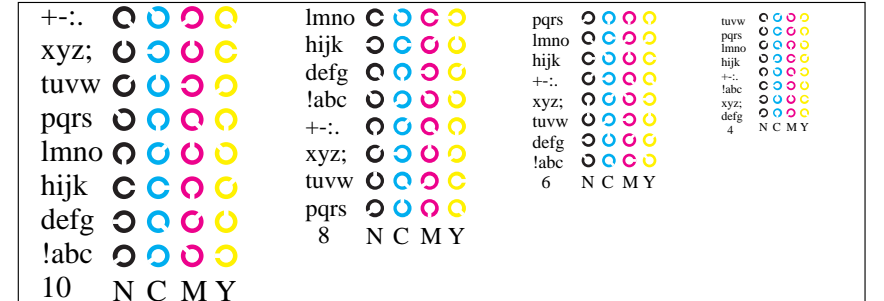 +-:.
xyz;
tuvw
pqrs
lmno
hijk
defg
!abc
10 N C M Y
lmno
hijk
defg
!abc
+-:.
xyz;
tuvw
pqrs
8 N C M Y
pqrs
lmno
hijk
+-:.
xyz;
tuvw
defg
!abc
6 N C M Y
tuvw
pqrs
lmno
hijk
+-:.
!abc
xyz;
defg
4 N C M Y